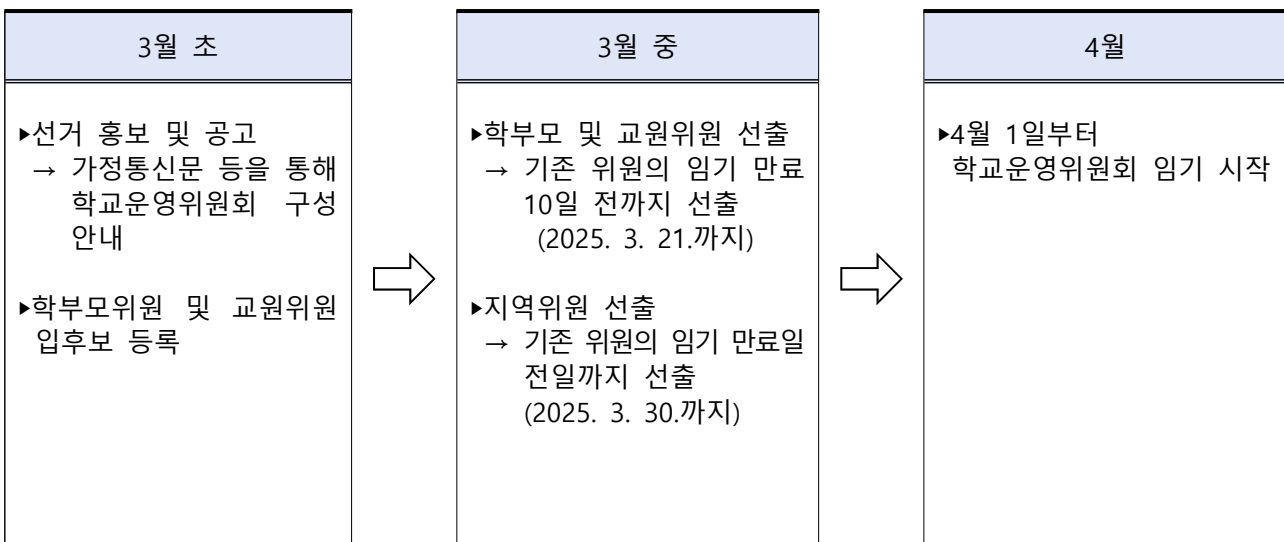 3월 초
▶선거 홍보 및 공고
→ 가정통신문 등을 통해
학교운영위원회 구성
안내
▶학부모위원 및 교원위원
입후보 등록
3월 중
▶학부모 및 교원위원 선출
→ 기존 위원의 임기 만료
10일 전까지 선출
(2025. 3. 21.까지)
▶지역위원 선출
→ 기존 위원의 임기 만료일
전일까지 선출
(2025. 3. 30.까지)
4월
▶4월 1일부터
학교운영위원회 임기 시작